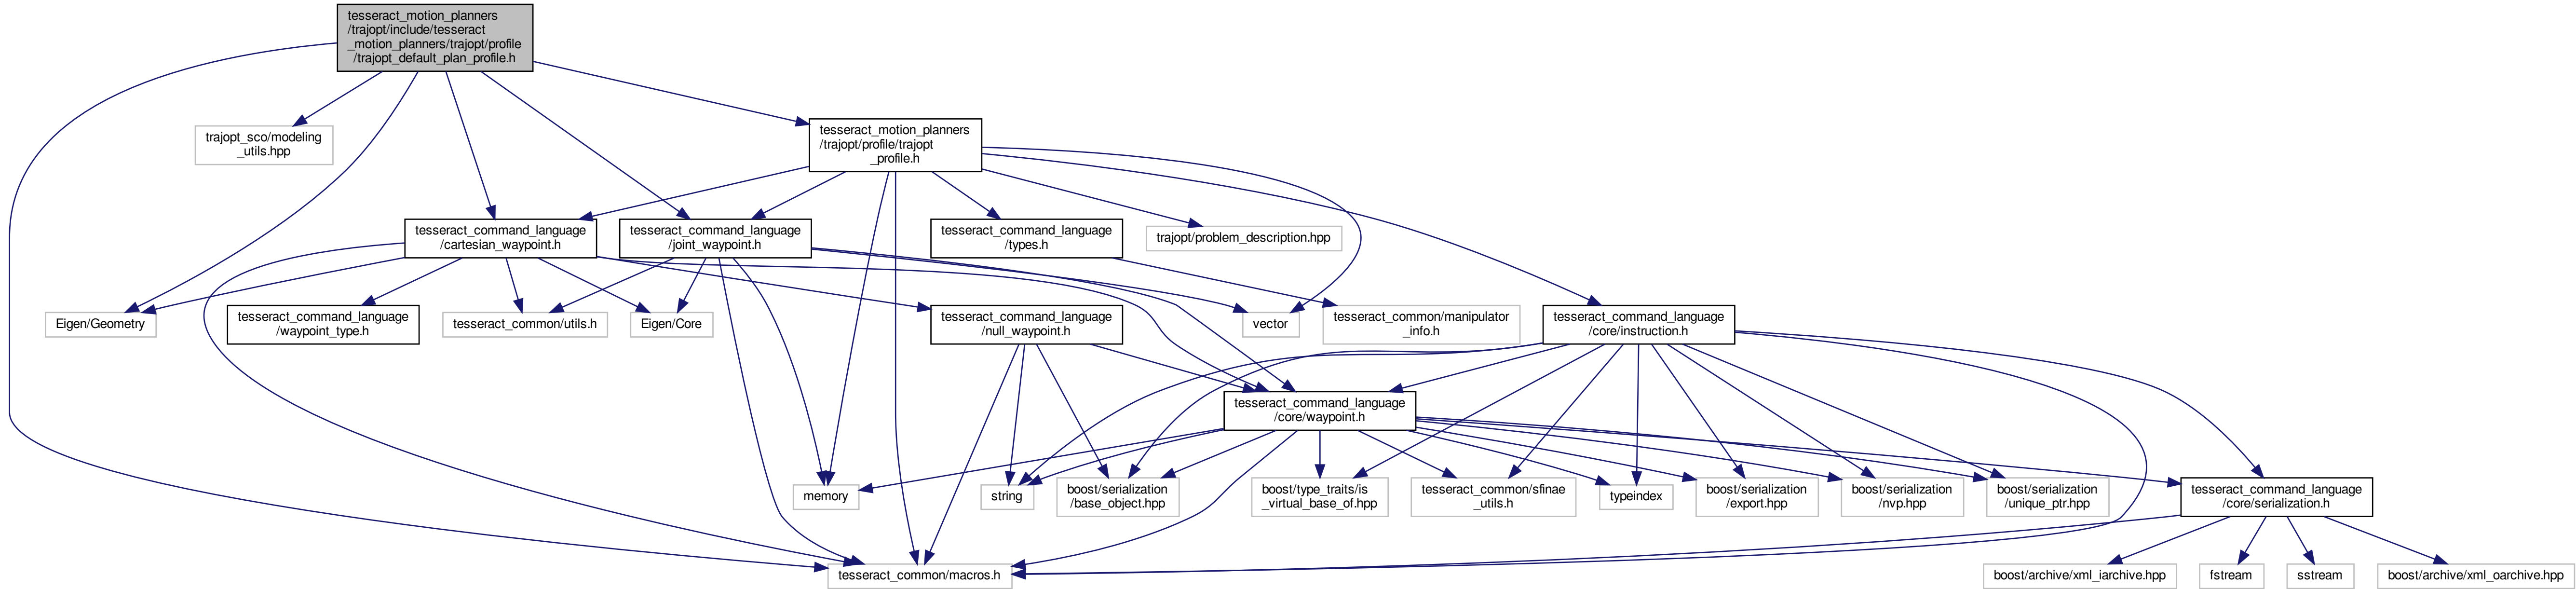 tesseract_motion_planners
/trajopt/include/tesseract
_motion_planners/trajopt/profile
/trajopt_default_plan_profile.h
trajopt_sco/modeling
_utils.hpp
tesseract_motion_planners
/trajopt/profile/trajopt
_profile.h
tesseract_command_language
/cartesian_waypoint.h
tesseract_command_language
/joint_waypoint.h
tesseract_command_language
/types.h
trajopt/problem_description.hpp
Eigen/Geometry
tesseract_command_language
/waypoint_type.h
tesseract_common/utils.h
Eigen/Core
tesseract_command_language
/null_waypoint.h
vector
tesseract_common/manipulator
_info.h
tesseract_command_language
/core/instruction.h
tesseract_command_language
/core/waypoint.h
memory
string
boost/serialization
/base_object.hpp
boost/type_traits/is
_virtual_base_of.hpp
tesseract_common/sfinae
_utils.h
typeindex
boost/serialization
/export.hpp
boost/serialization
/nvp.hpp
boost/serialization
/unique_ptr.hpp
tesseract_command_language
/core/serialization.h
tesseract_common/macros.h
boost/archive/xml_iarchive.hpp
fstream
sstream
boost/archive/xml_oarchive.hpp